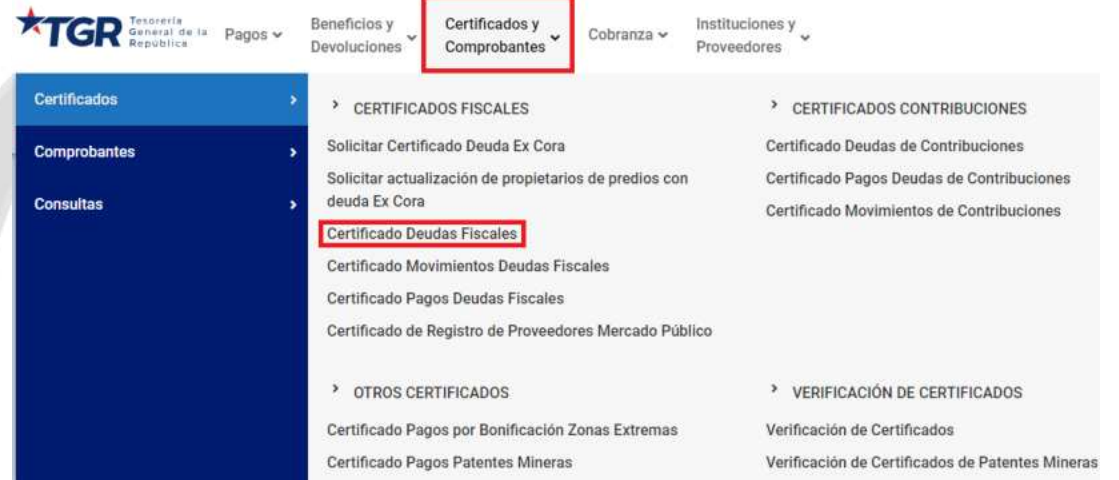 TGR
Tesorería
General de la
República
Pagos
Beneficios y
Devoluciones
Certificados y
Comprobantes
Cobranza
Instituciones y
Proveedores
Certificados
Comprobantes
Consultas
CERTIFICADOS FISCALES
Solicitar Certificado Deuda Ex Cora
Solicitar actualización de propietarios de predios con
deuda Ex Cora
Certificado Deudas Fiscales
Certificado Movimientos Deudas Fiscales
Certificado Pagos Deudas Fiscales
Certificado de Registro de Proveedores Mercado Público
CERTIFICADOS CONTRIBUCIONES
Certificado Deudas de Contribuciones
Certificado Pagos Deudas de Contribuciones
Certificado Movimientos de Contribuciones
OTROS CERTIFICADOS
Certificado Pagos por Bonificación Zonas Extremas
Certificado Pagos Patentes Mineras
VERIFICACIÓN DE CERTIFICADOS
Verificación de Certificados
Verificación de Certificados de Patentes Mineras